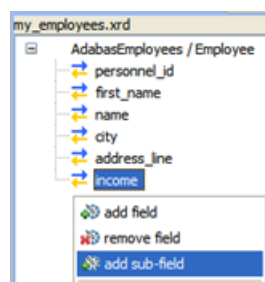 my_employees.xrd
AdabasEmployees / Employee
personnel_id
first_name
name
city
address_line
income
add field
remove field
add sub-field